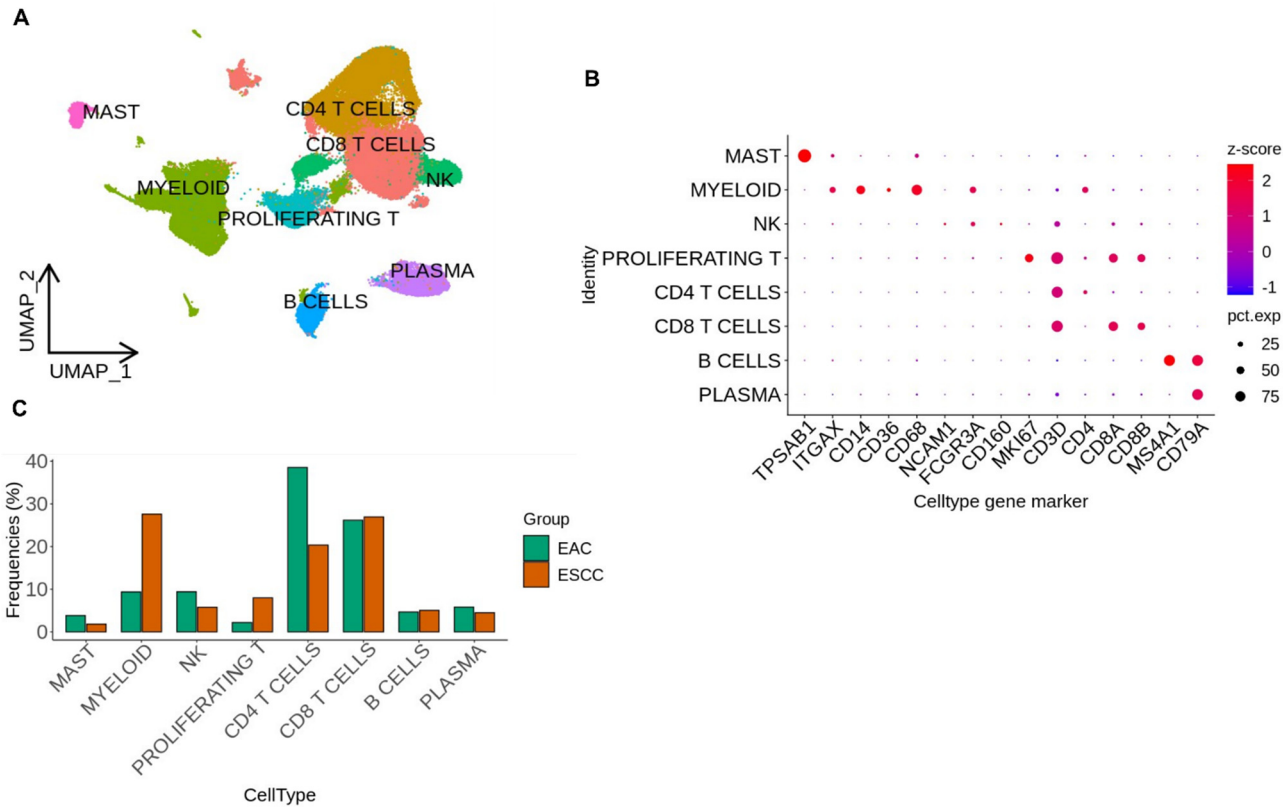 A
MAST
CD4 T CELLS
CD8 T CELLS
NK
MYELOID
PROLIFERATING T
PLASMA
B CELLS
UMAP_2
UMAP_1
B
MAST
MYELOID
NK
PROLIFERATING T
CD4 T CELLS
CD8 T CELLS
B CELLS
PLASMA
Identity
TPSAB1
ITGAX
CD14
CD36
CD68
NCAM1
FCGR3A
CD160
MKI67
CD3D
CD4
CD8A
CD8B
MS4A1
CD79A
Celltype gene marker
z-score
2
1
0
-1
pct.exp
25
50
75
C
Frequencies (%)
40
30
20
10
0
MAST
MYELOID
NK
PROLIFERATING T
CD4 T CELLS
CD8 T CELLS
B CELLS
PLASMA
CellType
Group
EAC
ESCC